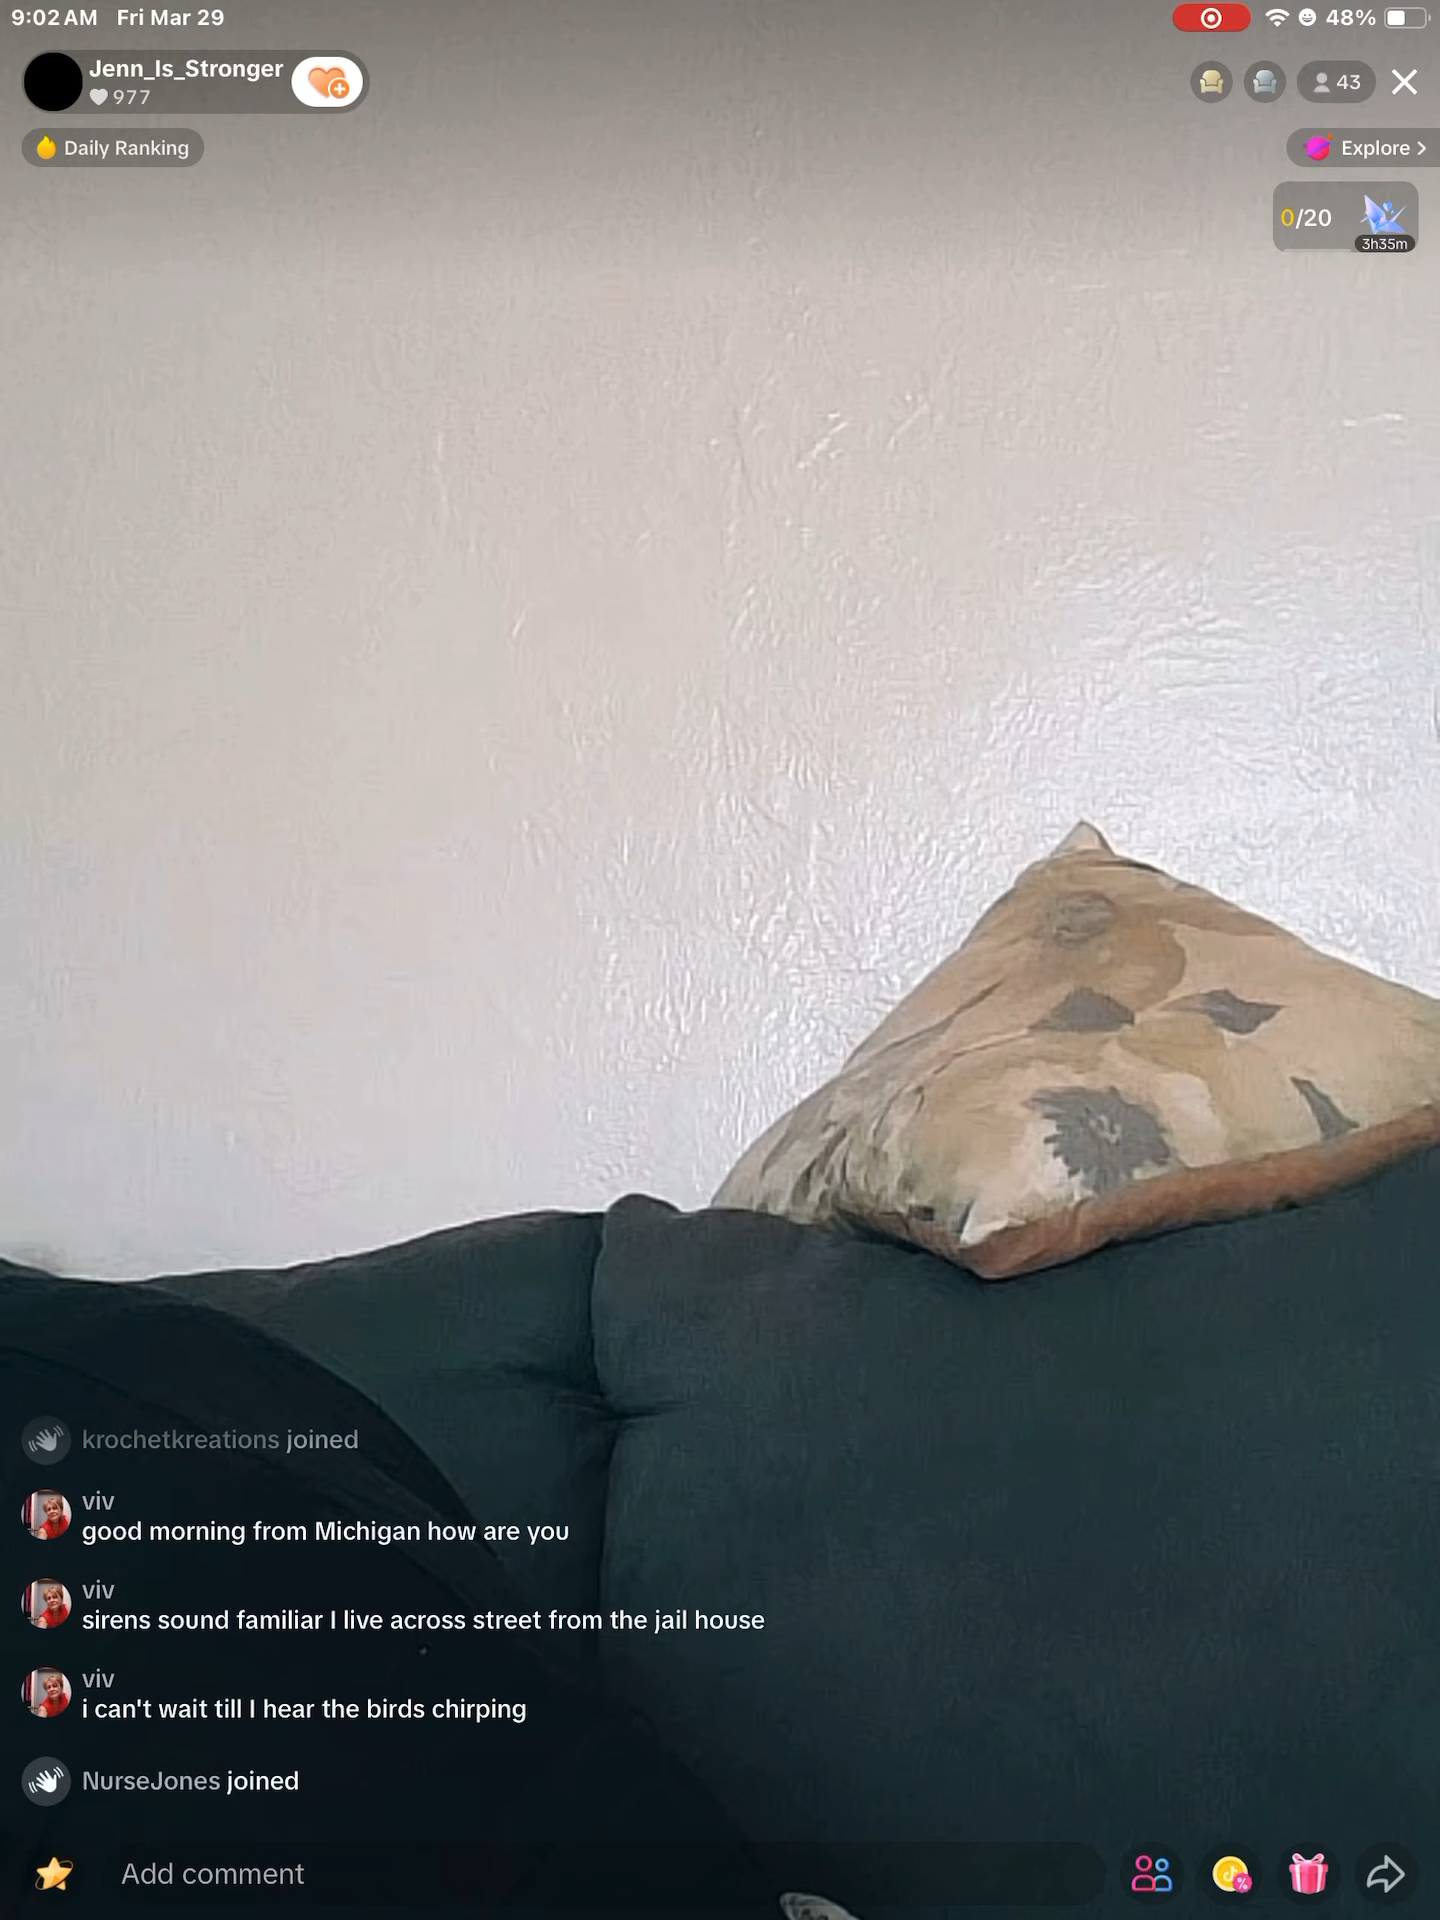 9:02 AM Fri Mar 29
48%
Jenn_Is_Stronger
977
43
Daily Ranking
Explore >
0/20
3h35m
krochetkreations joined
viv
good morning from Michigan how are you
viv
sirens sound familiar I live across street from the jail house
viv
i can't wait till I hear the birds chirping
NurseJones joined
Add comment